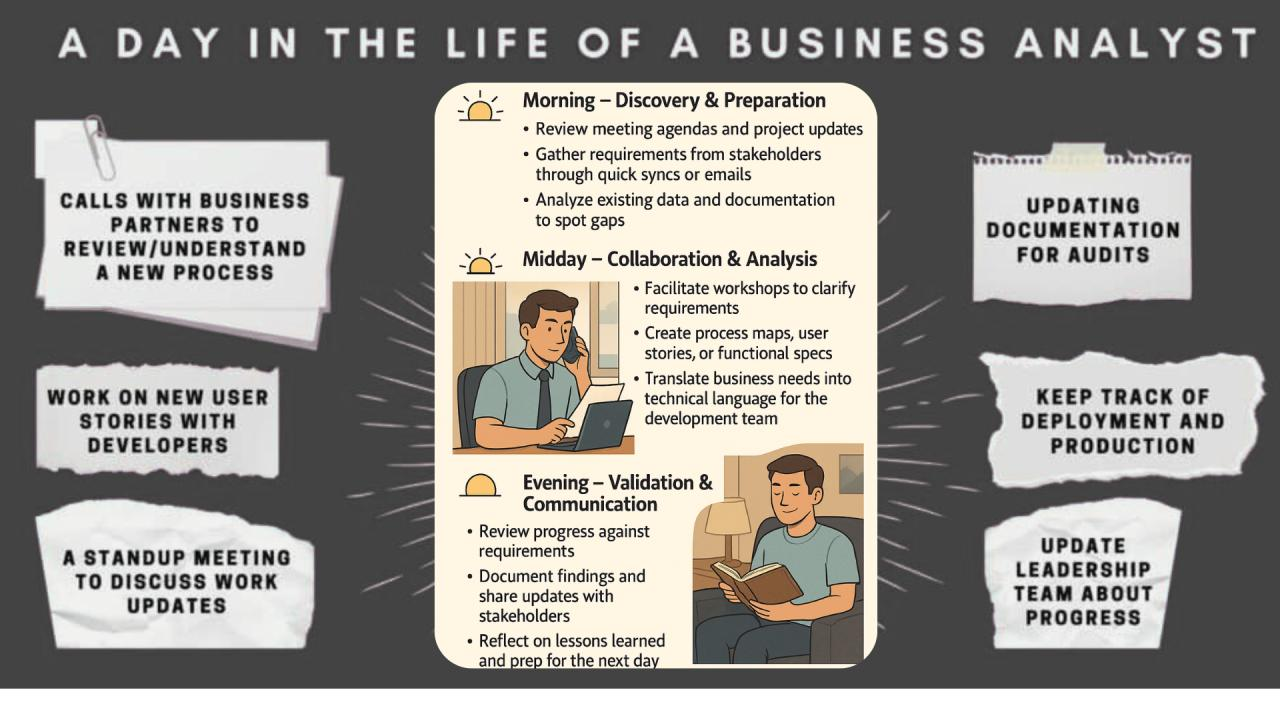 A DAY IN THE LIFE OF A BUSINESS ANALYST
CALLS WITH BUSINESS
PARTNERS TO
REVIEW/UNDERSTAND
A NEW PROCESS
WORK ON NEW USER
STORIES WITH
DEVELOPERS
A STANDUP MEETING
TO DISCUSS WORK
UPDATES
Morning – Discovery & Preparation
• Review meeting agendas and project updates
• Gather requirements from stakeholders
through quick syncs or emails
• Analyze existing data and documentation
to spot gaps
Midday – Collaboration & Analysis
• Facilitate workshops to clarify
requirements
• Create process maps, user
stories, or functional specs
• Translate business needs into
technical language for the
development team
Evening – Validation &
Communication
• Review progress against
requirements
• Document findings and
share updates with
stakeholders
• Reflect on lessons learned
and prep for the next day
UPDATING
DOCUMENTATION
FOR AUDITS
KEEP TRACK OF
DEPLOYMENT AND
PRODUCTION
UPDATE
LEADERSHIP
TEAM ABOUT
PROGRESS